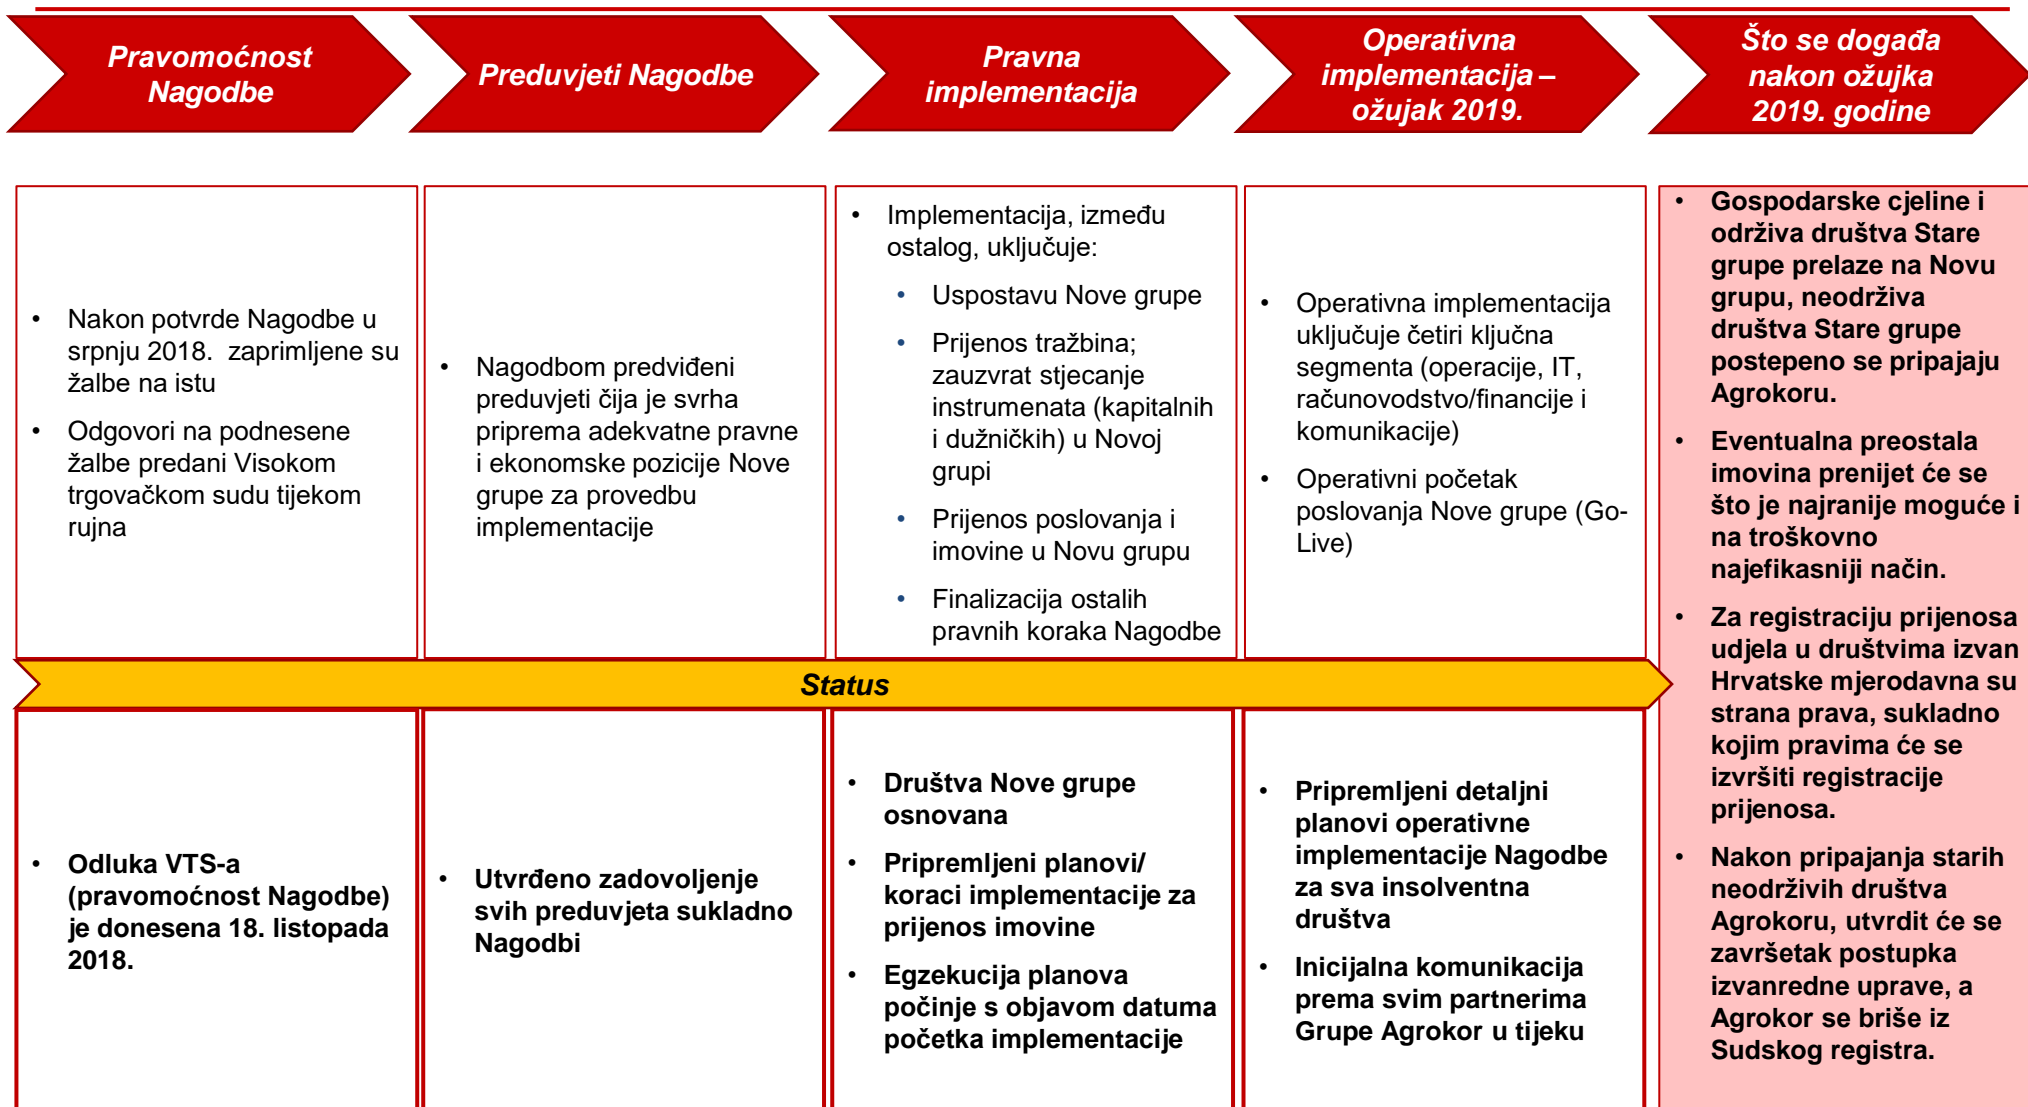 Pravomoćnost
Nagodbe
Preduvjeti Nagodbe
Pravna
implementacija
Operativna
implementacija –
ožujak 2019.
Što se događa
nakon ožujka
2019. godine
• Nakon potvrde Nagodbe u
srpnju 2018.  zaprimljene su
žalbe na istu
• Odgovori na podnesene
žalbe predani Visokom
trgovačkom sudu tijekom
rujna
• Nagodbom predviđeni
preduvjeti čija je svrha
priprema adekvatne pravne
i ekonomske pozicije Nove
grupe za provedbu
implementacije
• Implementacija, između
ostalog, uključuje:
• Uspostavu Nove grupe
• Prijenos tražbina;
zauzvrat stjecanje
instrumenata (kapitalnih
i dužničkih) u Novoj
grupi
• Prijenos poslovanja i
imovine u Novu grupu
• Finalizacija ostalih
pravnih koraka Nagodbe
• Operativna implementacija
uključuje četiri ključna
segmenta (operacije, IT,
računovodstvo/financije i
komunikacije)
• Operativni početak
poslovanja Nove grupe (Go-
Live)
• Gospodarske cjeline i
održiva društva Stare
grupe prelaze na Novu
grupu, neodrživa
društva Stare grupe
postepeno se pripajaju
Agrokoru.
• Eventualna preostala
imovina prenijet će se
što je najranije moguće i
na troškovno
najefikasniji način.
• Za registraciju prijenosa
udjela u društvima izvan
Hrvatske mjerodavna su
strana prava, sukladno
kojim pravima će se
izvršiti registracije
prijenosa.
• Nakon pripajanja starih
neodrživih društva
Agrokoru, utvrdit će se
završetak postupka
izvanredne uprave, a
Agrokor se briše iz
Sudskog registra.
Status
• Odluka VTS-a
(pravomoćnost Nagodbe)
je donesena 18. listopada
2018.
• Utvrđeno zadovoljenje
svih preduvjeta sukladno
Nagodbi
• Društva Nove grupe
osnovana
• Pripremljeni planovi/
koraci implementacije za
prijenos imovine
• Egzekucija planova
počinje s objavom datuma
početka implementacije
• Pripremljeni detaljni
planovi operativne
implementacije Nagodbe
za sva insolventna
društva
• Inicijalna komunikacija
prema svim partnerima
Grupe Agrokor u tijeku